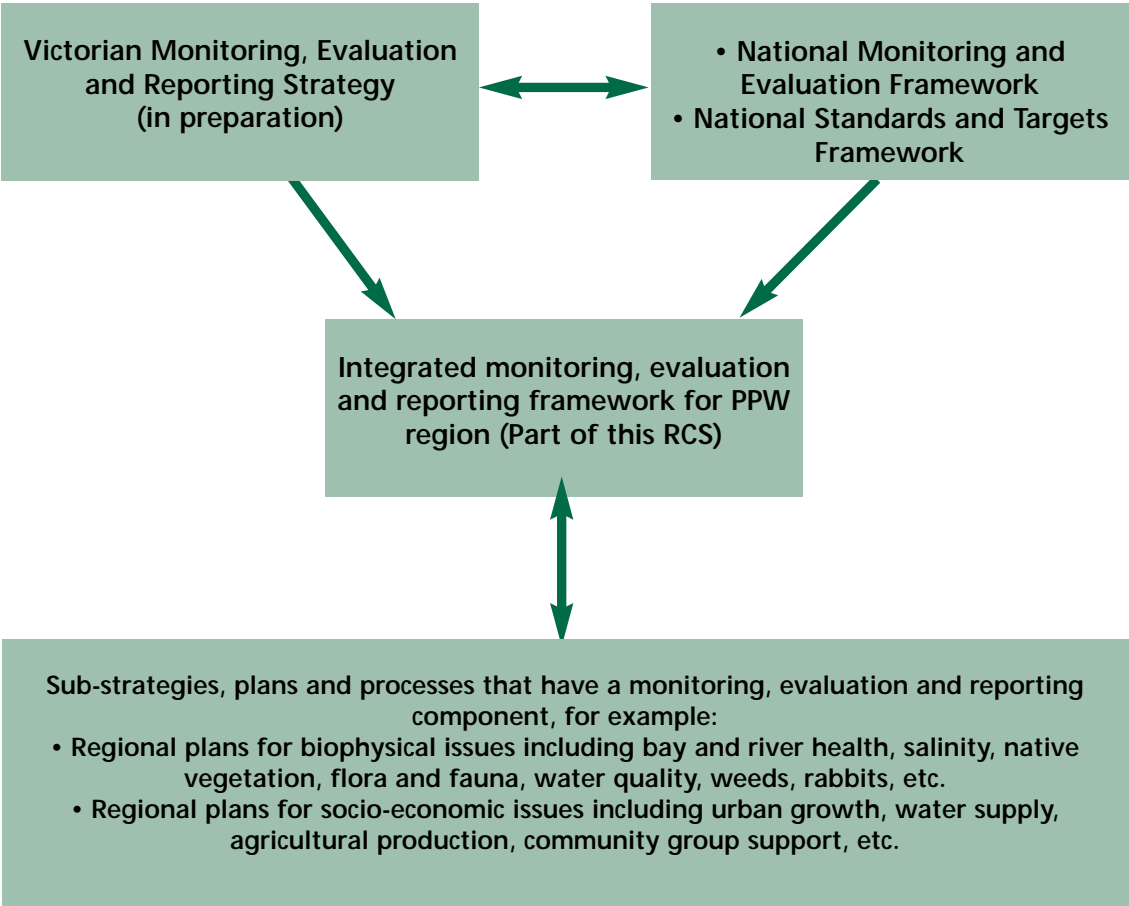 Victorian Monitoring, Evaluation
and Reporting Strategy
(in preparation)
• National Monitoring and
Evaluation Framework
• National Standards and Targets
Framework
Integrated monitoring, evaluation
and reporting framework for PPW
region (Part of this RCS)
Sub-strategies, plans and processes that have a monitoring, evaluation and reporting
component, for example:
• Regional plans for biophysical issues including bay and river health, salinity, native
vegetation, flora and fauna, water quality, weeds, rabbits, etc.
• Regional plans for socio-economic issues including urban growth, water supply,
agricultural production, community group support, etc.